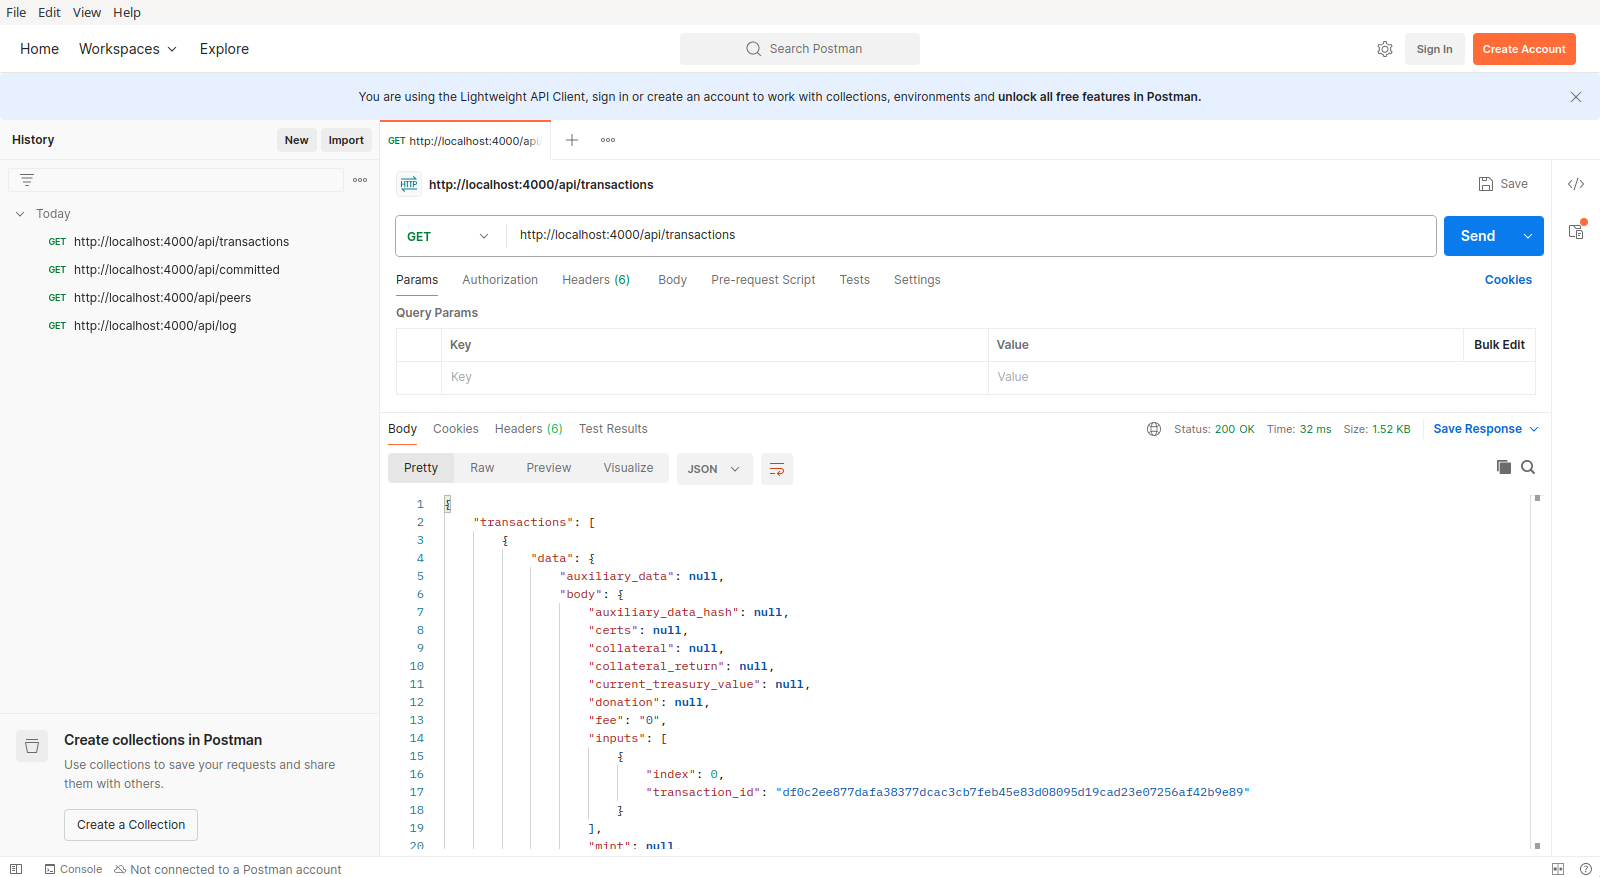 File Edit View Help
Home Workspaces Explore Search Postman Sign In Create Account
You are using the Lightweight API Client, sign in or create an account to work with collections, environments and unlock all free features in Postman.
History New Import
GET http://localhost:4000/api
Today
GET http://localhost:4000/api/transactions
GET http://localhost:4000/api/committed
GET http://localhost:4000/api/peers
GET http://localhost:4000/api/log
Create collections in Postman
Use collections to save your requests and share
them with others.
Create a Collection
HTTP http://localhost:4000/api/transactions Save
GET http://localhost:4000/api/transactions Send
Params Authorization Headers (6) Body Pre-request Script Tests Settings Cookies
Query Params
Key Value Bulk Edit
Key Value
Body Cookies Headers (6) Test Results Status: 200 OK Time: 32 ms Size: 1.52 KB Save Response
Pretty Raw Preview Visualize JSON
1 {
2 "transactions": [
3 {
4 "data": {
5 "auxiliary_data": null,
6 "body": {
7 "auxiliary_data_hash": null,
8 "certs": null,
9 "collateral": null,
10 "collateral_return": null,
11 "current_treasury_value": null,
12 "donation": null,
13 "fee": "0",
14 "inputs": [
15 {
16 "index": 0,
17 "transaction_id": "df0c2ee877dafa38377dcac3cb7feb45e83d08095d19cad23e07256af42b9e89"
18 }
19 ],
20 "mint": null,
Console Not connected to a Postman account